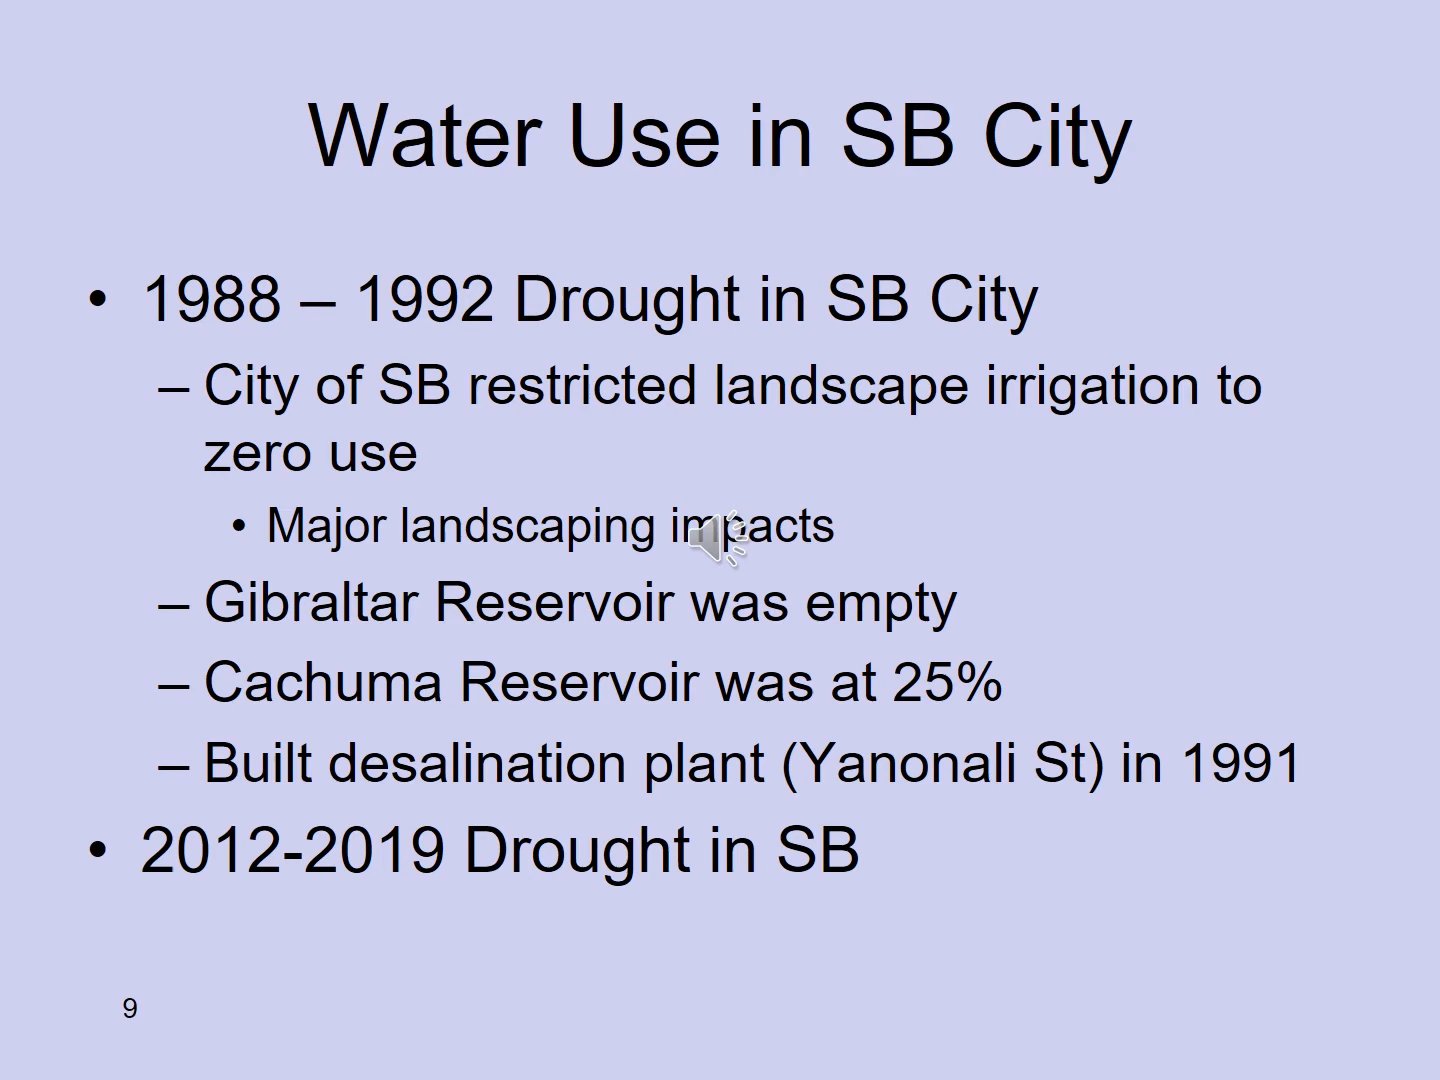 Water Use in SB City
• 1988 – 1992 Drought in SB City
– City of SB restricted landscape irrigation to
zero use
• Major landscaping impacts
– Gibraltar Reservoir was empty
– Cachuma Reservoir was at 25%
– Built desalination plant (Yanonali St) in 1991
• 2012-2019 Drought in SB
9